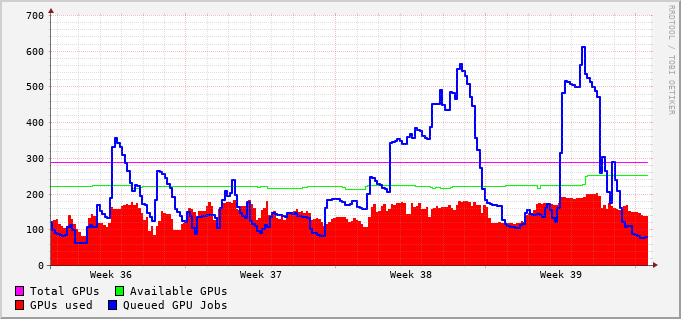 700
600
500
400
300
200
100
0
Week 36 Week 37 Week 38 Week 39
Total GPUs Available GPUs
GPUs used Queued GPU Jobs
RRDTOOL / TOBI OETIKER